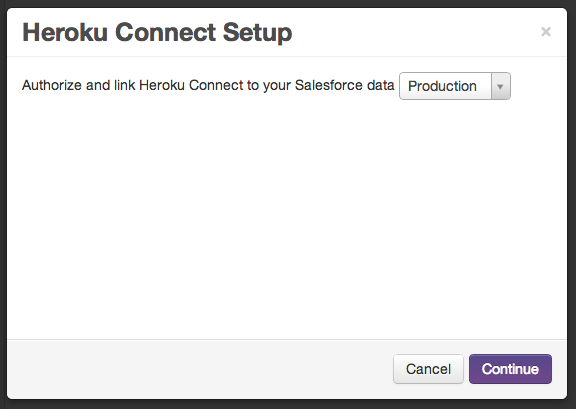 Heroku Connect Setup
Authorize and link Heroku Connect to your Salesforce data Production
Cancel Continue